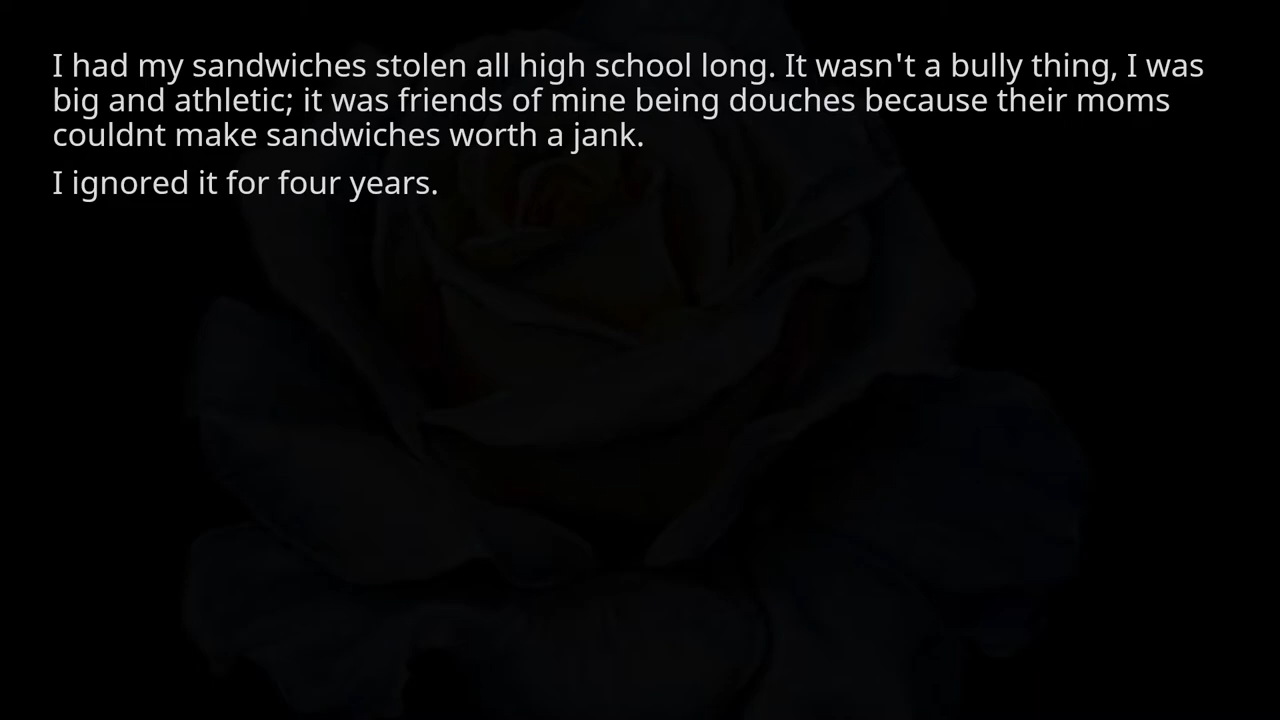 I had my sandwiches stolen all high school long. It wasn't a bully thing, I was
big and athletic; it was friends of mine being douches because their moms
couldnt make sandwiches worth a jank.
I ignored it for four years.